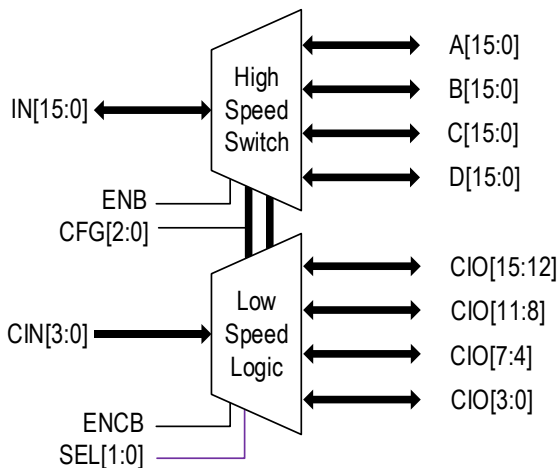 A[15:0]
High
Speed
Switch
B[15:0]
IN[15:0]
C[15:0]
D[15:0]
ENB
CFG[2:0]
CIO[15:12]
Low
Speed
Logic
CIO[11:8]
CIN[3:0]
CIO[7:4]
CIO[3:0]
ENCB
SEL[1:0]